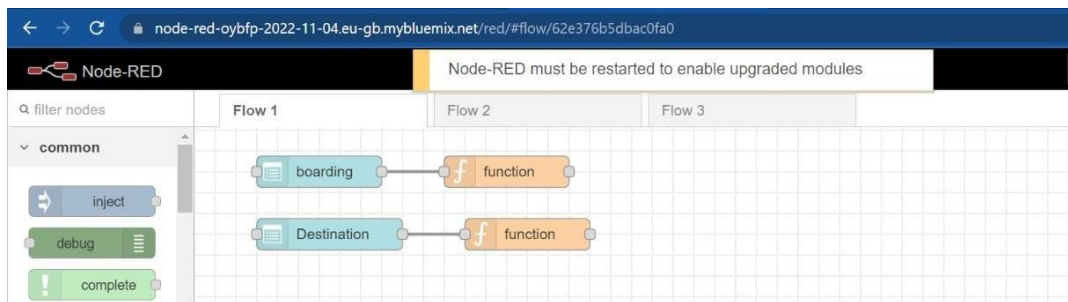 node-red-oybfp-2022-11-04.eu-gb.mybluemix.net/red/#flow/62e376b5dbac0fa0
Node-RED
Node-RED must be restarted to enable upgraded modules
filter nodes
Flow 1
Flow 2
Flow 3
common
boarding
function
inject
Destination
function
debug
complete